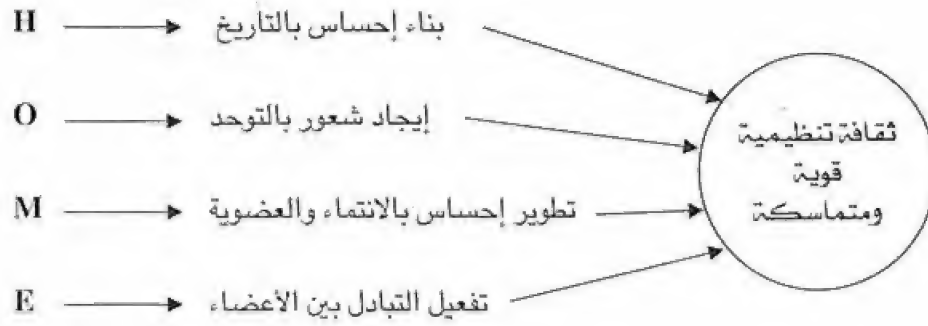 H بناء إحساس بالتاريخ
O إيجاد شعور بالتوحد
M تطوير إحساس بالانتماء والعضوية
E تفعيل التبادل بين الأعضاء
ثقافة تنظيمية
قوية
ومتماسكة